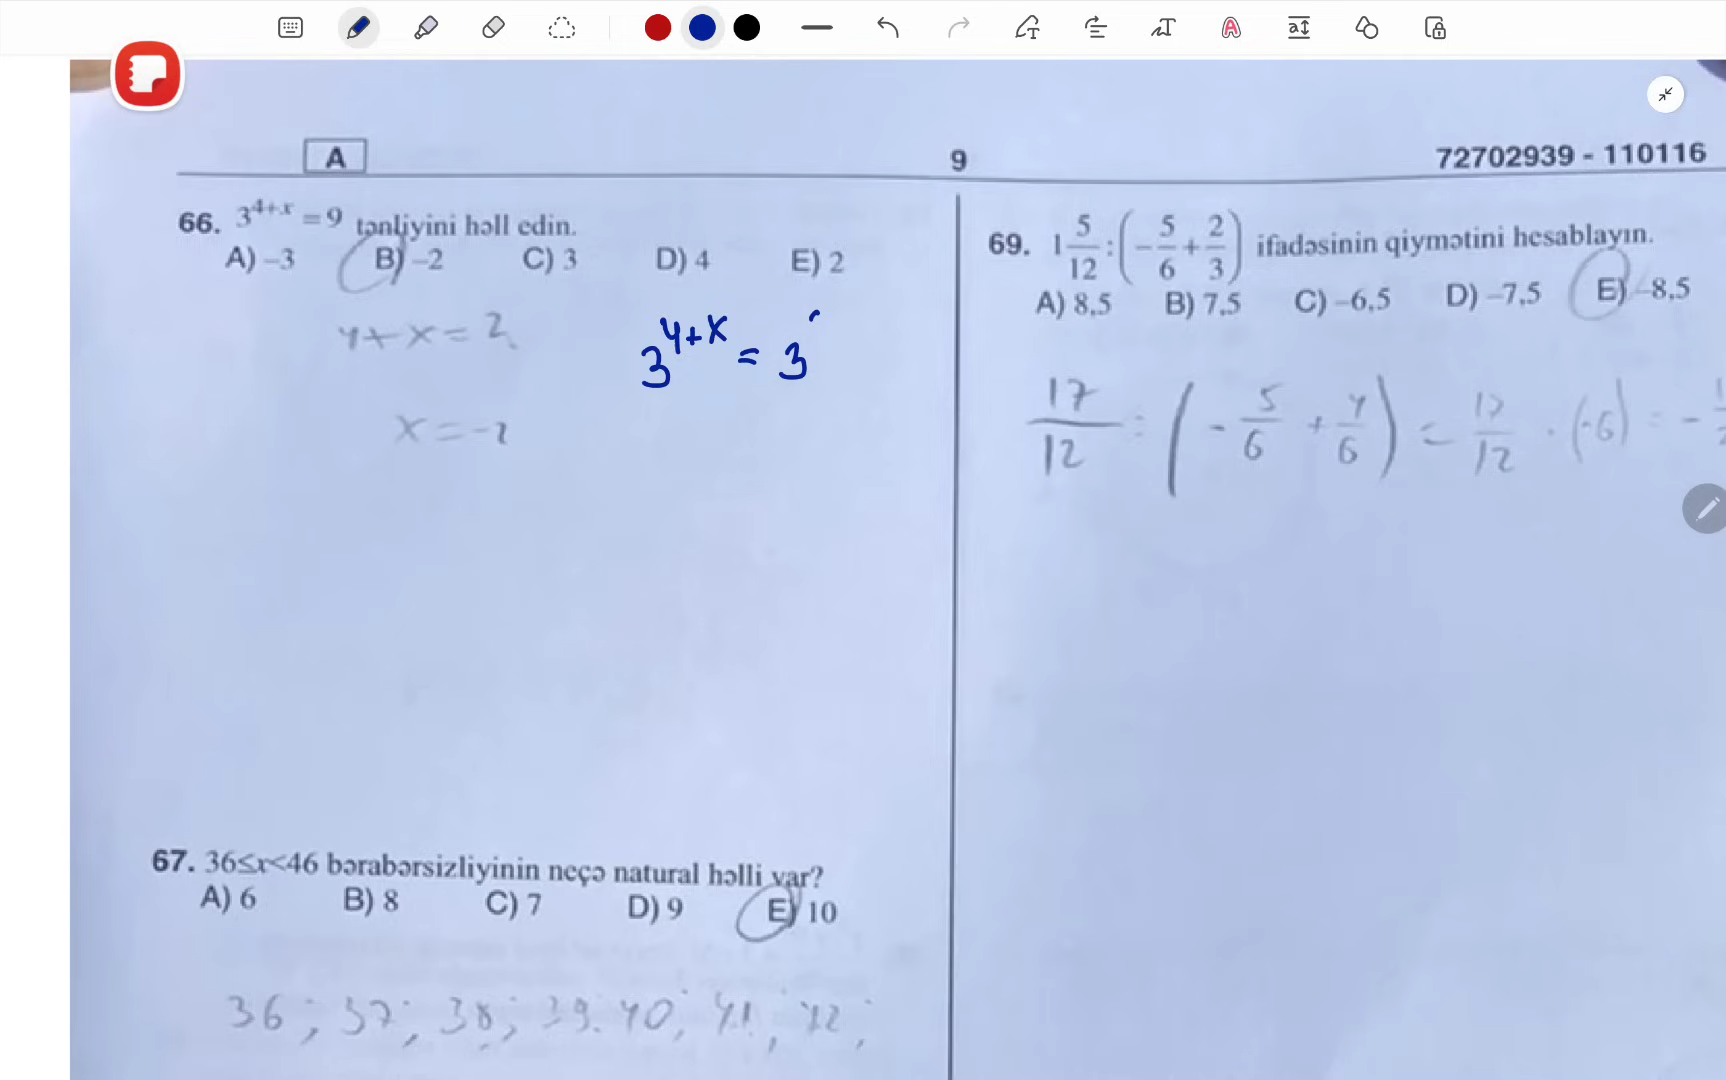 A
9
72702939 - 110116
66. 3^{4+x} = 9 tənliyini həll edin.
A) –3 B) –2 C) 3 D) 4 E) 2
4+x=2
x=-2
3^{4+x} = 3
67. 36≤x<46 bərabərsizliyinin neçə natural həlli var?
A) 6 B) 8 C) 7 D) 9 E) 10
36; 37; 38; 39. 40; 41, 42;
69. 1 5/12 : (–5/6 + 2/3) ifadəsinin qiymətini hesablayın.
A) 8,5 B) 7,5 C) –6,5 D) –7,5 E) –8,5
17/12 : (-5/6 + 4/6) = 17/12 · (-6) = -